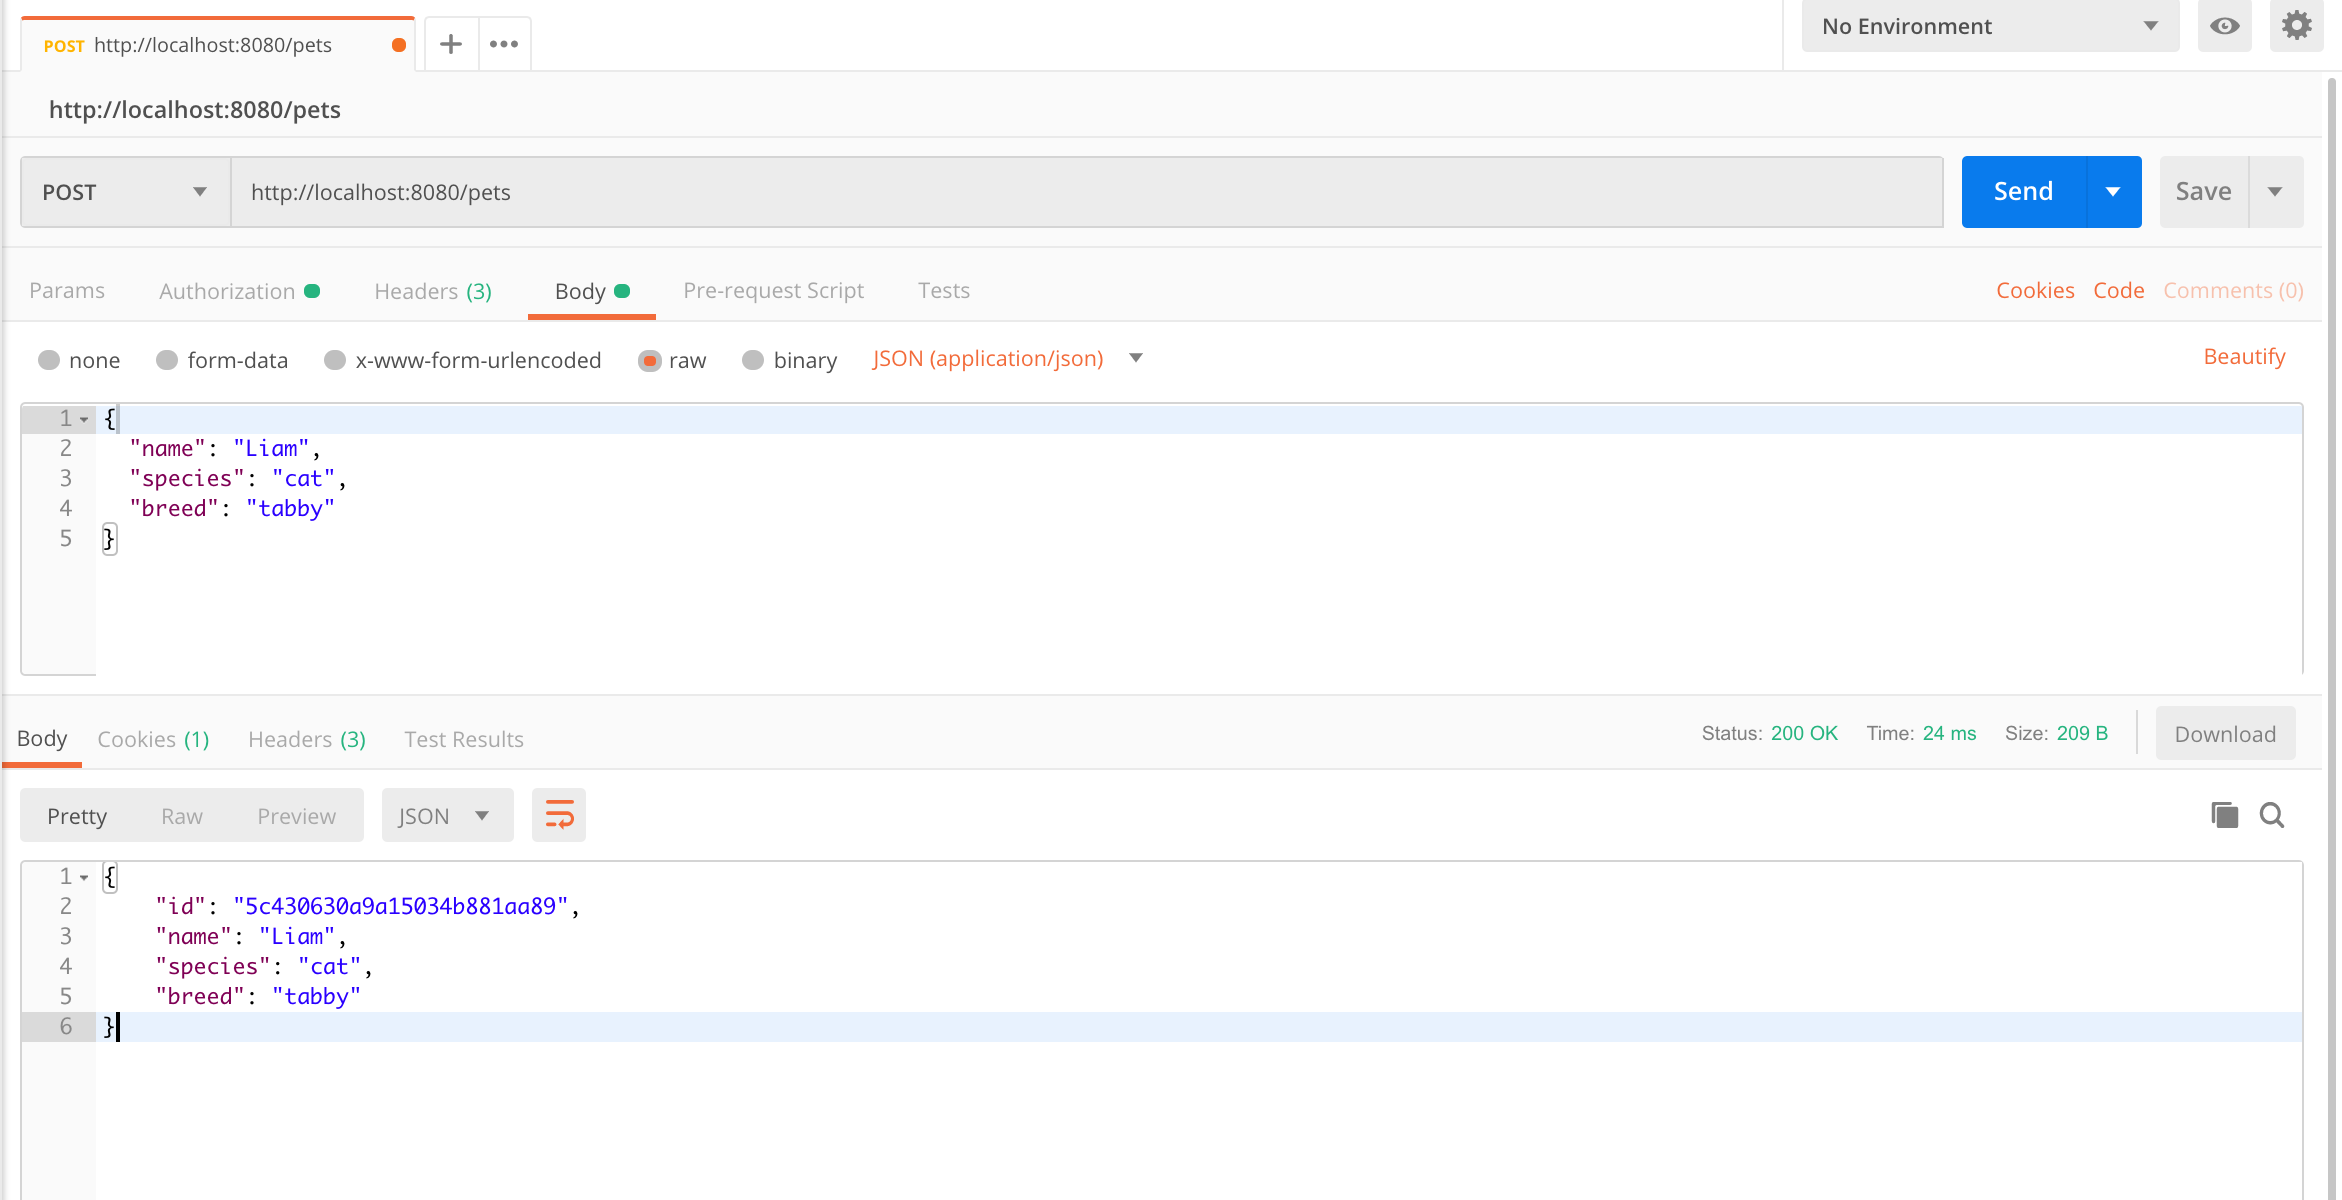 POST http://localhost:8080/pets
No Environment
http://localhost:8080/pets
POST http://localhost:8080/pets Send Save
Params Authorization Headers (3) Body Pre-request Script Tests Cookies Code Comments (0)
none form-data x-www-form-urlencoded raw binary JSON (application/json) Beautify
1 {
2 "name": "Liam",
3 "species": "cat",
4 "breed": "tabby"
5 }
Body Cookies (1) Headers (3) Test Results Status: 200 OK Time: 24 ms Size: 209 B Download
Pretty Raw Preview JSON
1 {
2 "id": "5c430630a9a15034b881aa89",
3 "name": "Liam",
4 "species": "cat",
5 "breed": "tabby"
6 }